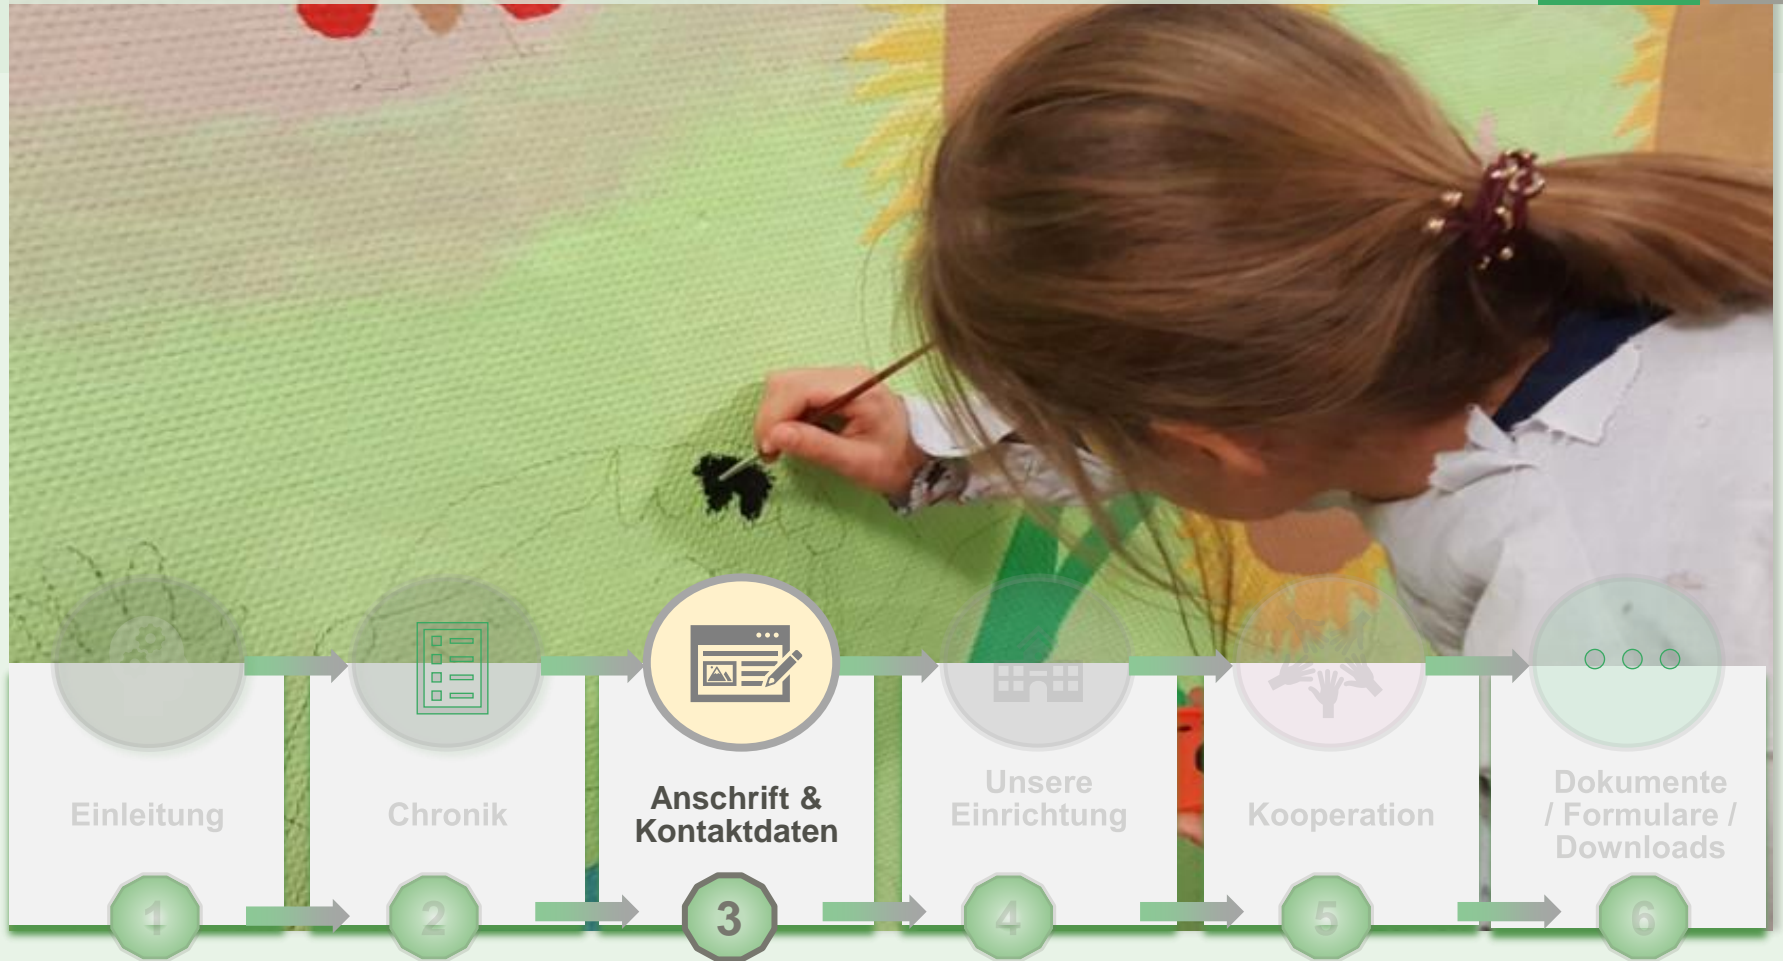 Einleitung
Chronik
Anschrift &
Kontaktdaten
Unsere
Einrichtung
Kooperation
Dokumente
/ Formulare /
Downloads
1
2
3
4
5
6